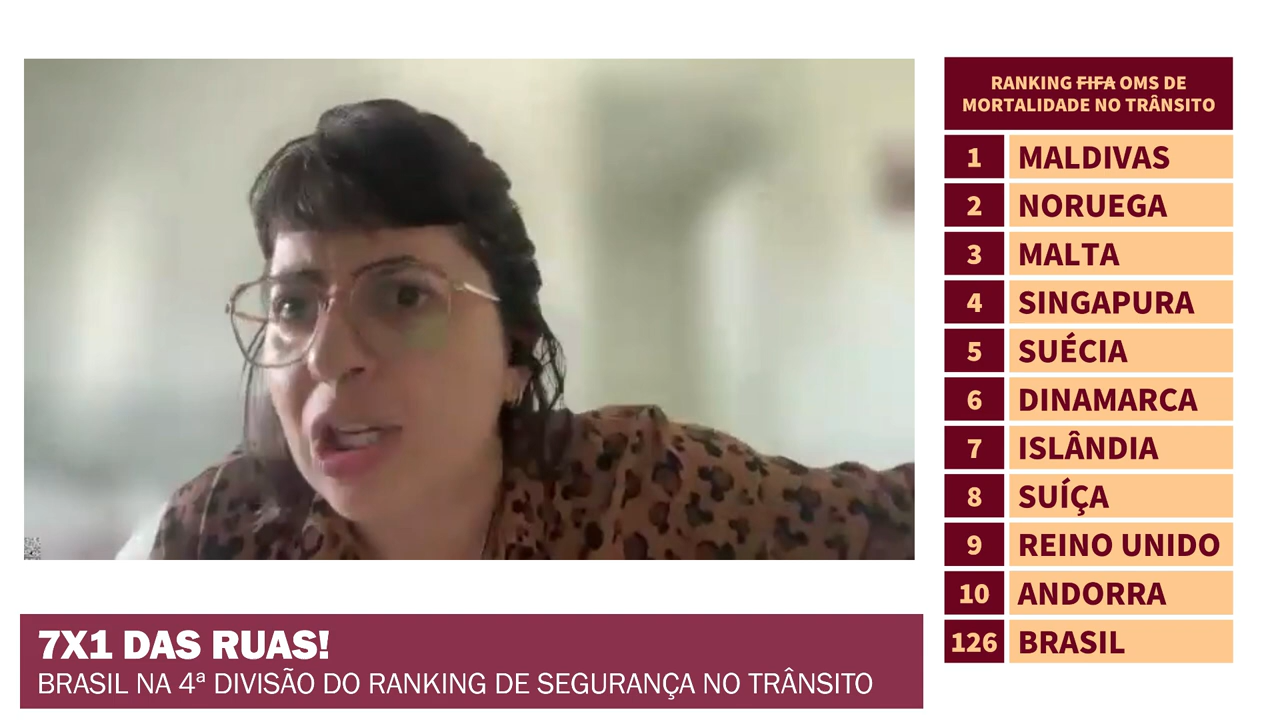 RANKING FIFA OMS DE
MORTALIDADE NO TRÂNSITO
1 MALDIVAS
2 NORUEGA
3 MALTA
4 SINGAPURA
5 SUÉCIA
6 DINAMARCA
7 ISLÂNDIA
8 SUÍÇA
9 REINO UNIDO
10 ANDORRA
126 BRASIL
7X1 DAS RUAS!
BRASIL NA 4ª DIVISÃO DO RANKING DE SEGURANÇA NO TRÂNSITO